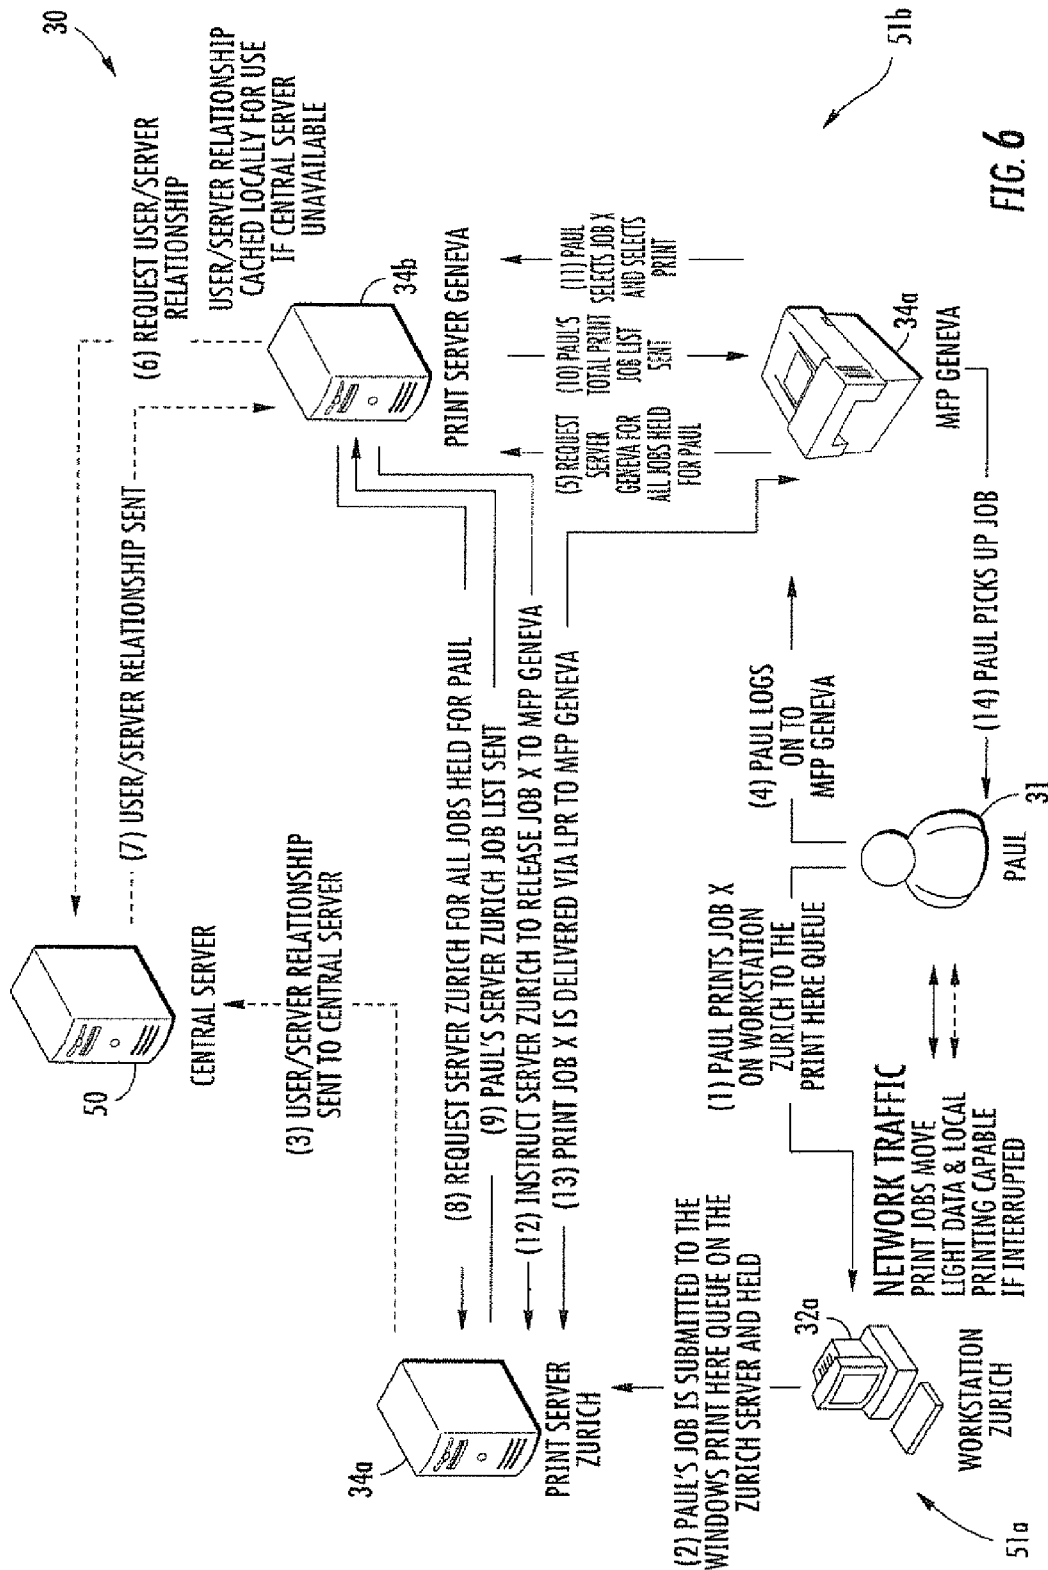 30
51b
(6) REQUEST USER/SERVER
RELATIONSHIP
USER/SERVER RELATIONSHIP
CACHED LOCALLY FOR USE
IF CENTRAL SERVER
UNAVAILABLE
(7) USER/SERVER RELATIONSHIP SENT
50
CENTRAL SERVER
34b
PRINT SERVER GENEVA
(3) USER/SERVER RELATIONSHIP
SENT TO CENTRAL SERVER
(8) REQUEST SERVER ZURICH FOR ALL JOBS HELD FOR PAUL
(9) PAUL'S SERVER ZURICH JOB LIST SENT
(12) INSTRUCT SERVER ZURICH TO RELEASE JOB X TO MFP GENEVA
(13) PRINT JOB X IS DELIVERED VIA LPR TO MFP GENEVA
34a
PRINT SERVER
ZURICH
(5) REQUEST
SERVER
GENEVA FOR
ALL JOBS HELD
FOR PAUL
(10) PAUL'S
TOTAL PRINT
JOB LIST
SENT
(11) PAUL
SELECTS JOB X
AND SELECTS
PRINT
34a
MFP GENEVA
(2) PAUL'S JOB IS SUBMITTED TO THE
WINDOWS PRINT HERE QUEUE ON THE
ZURICH SERVER AND HELD
(1) PAUL PRINTS JOB X
ON WORKSTATION
ZURICH TO THE
PRINT HERE QUEUE
(4) PAUL LOGS
ON TO
MFP GENEVA
32a
WORKSTATION
ZURICH
51a
NETWORK TRAFFIC
PRINT JOBS MOVE
LIGHT DATA & LOCAL
PRINTING CAPABLE
IF INTERRUPTED
31
PAUL
(14) PAUL PICKS UP JOB
FIG. 6